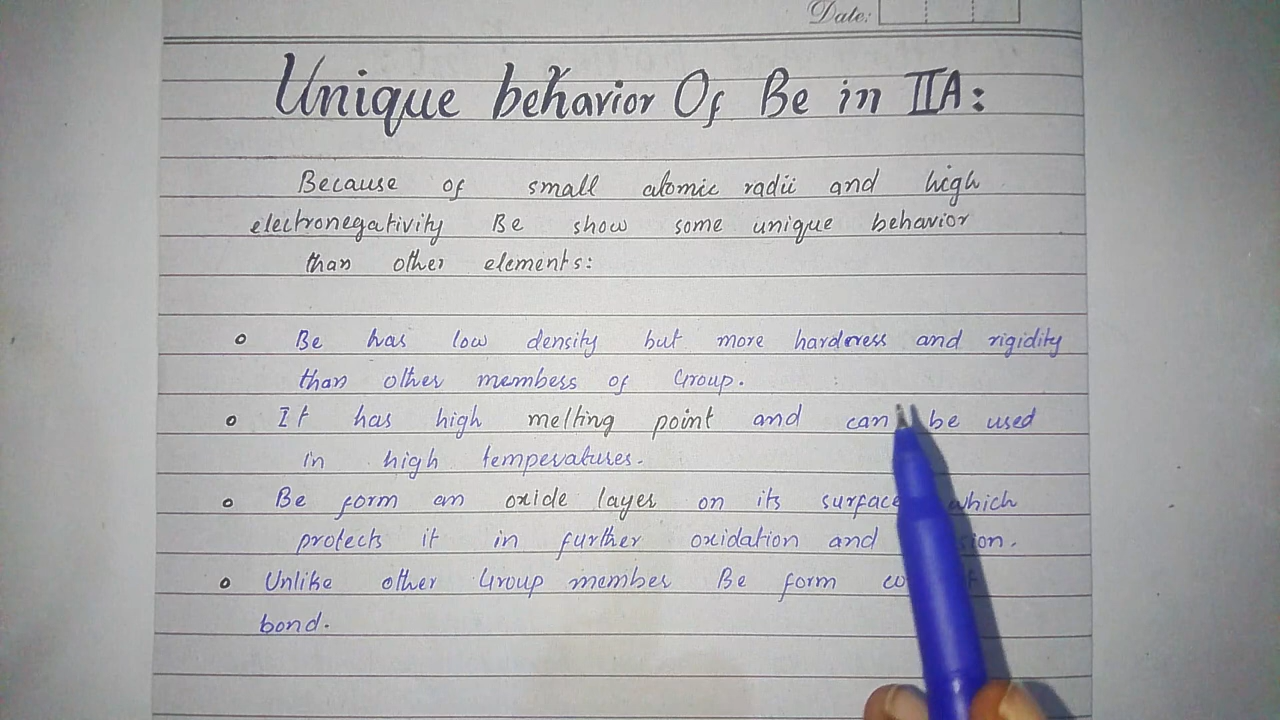 Date:
Unique behavior Of Be in IIA:
Because of small atomic radii and high
electronegativity Be show some unique behavior
than other elements:
Be has low density but more hardness and rigidity
than other members of Group.
It has high melting point and can be used
in high temperatures.
Be form an oxide layer on its surface which
protects it in further oxidation and
Unlike other Group member Be form
bond.